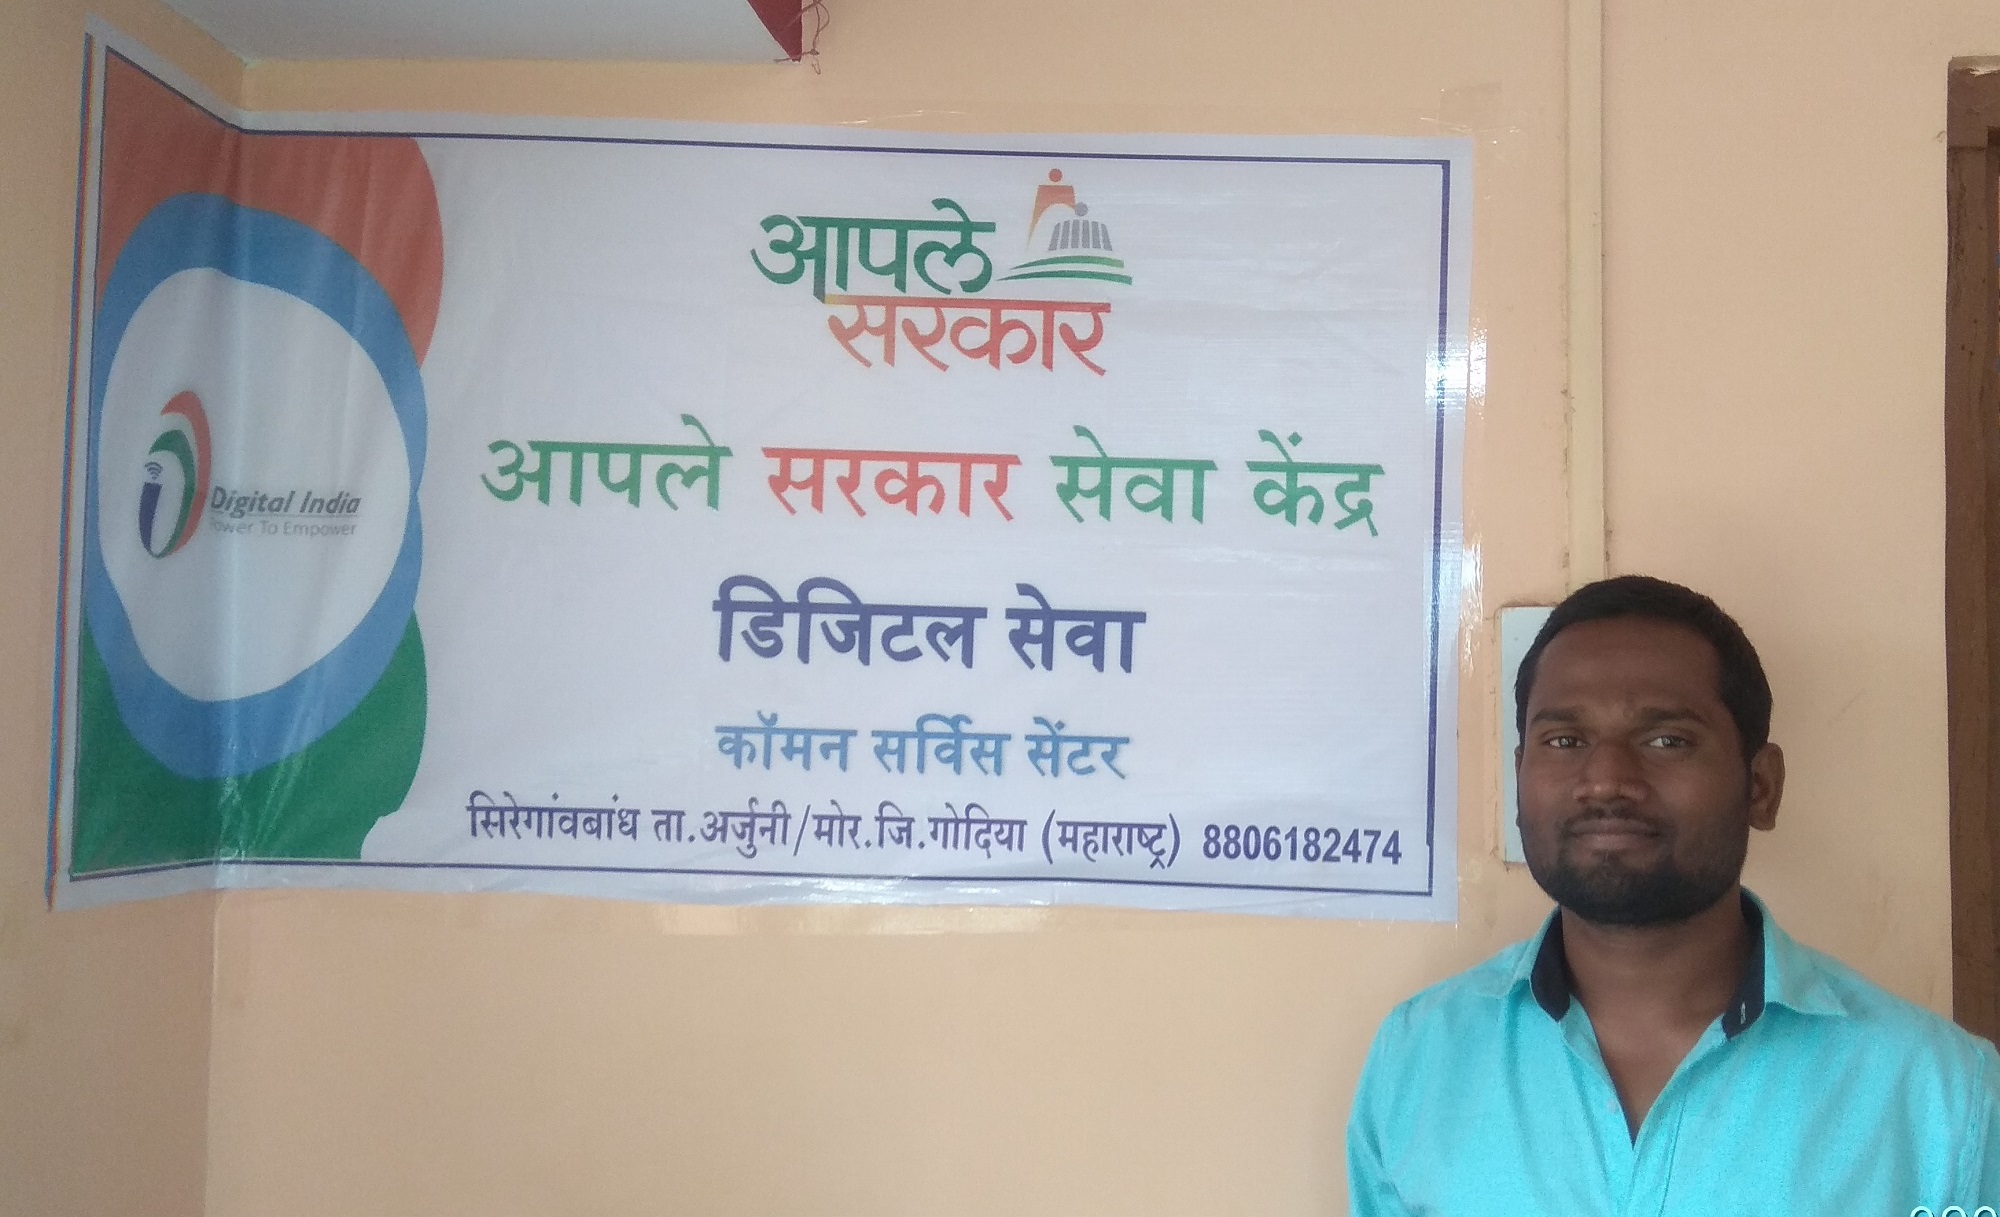 Digital India
Power To Empower
आपले
सरकार
आपले सरकार सेवा केंद्र
डिजिटल सेवा
कॉमन सर्विस सेंटर
सिरेगांवबांध ता.अर्जुनी/मोर.जि.गोदिया (महाराष्ट्र) 8806182474